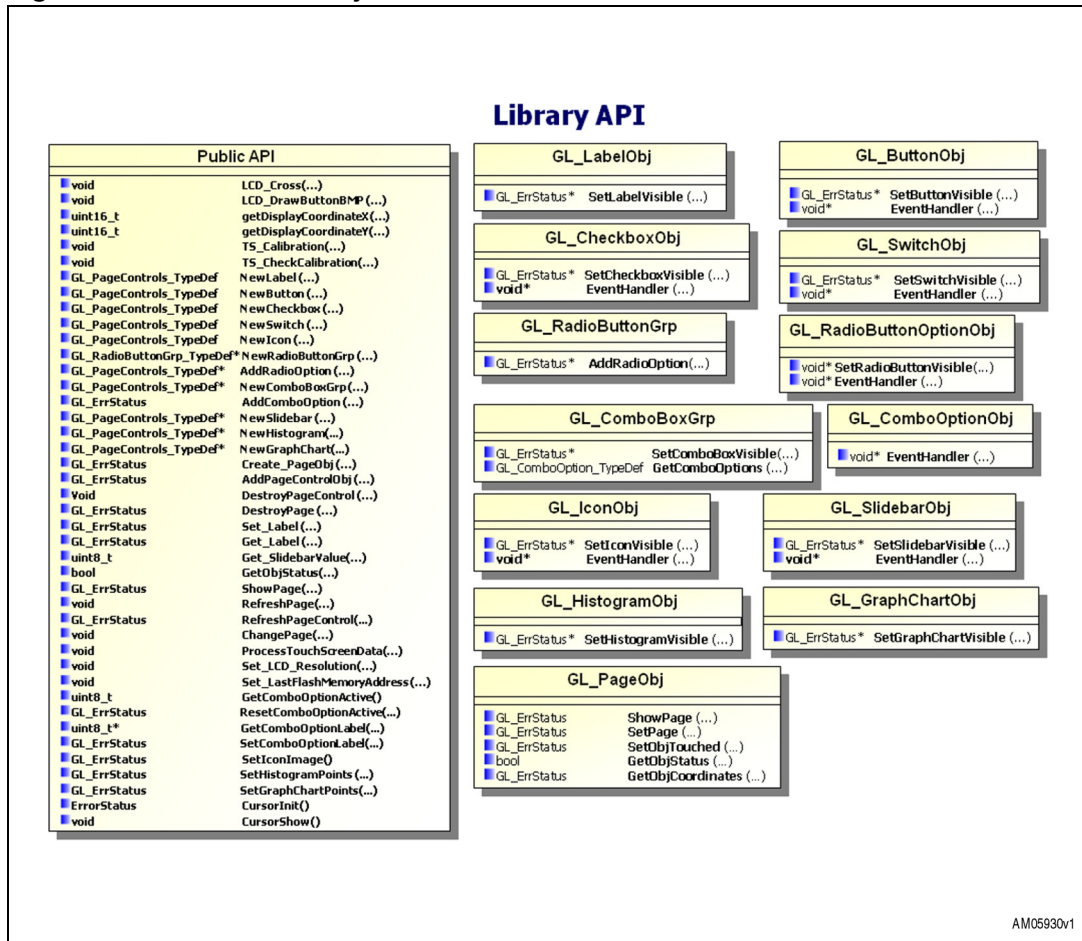 Library API
Public API
void LCD_Cross(...)
void LCD_DrawButtonBMP(...)
uint16_t getDisplayCoordinateX(...)
uint16_t getDisplayCoordinateY(...)
void TS_Calibration(...)
void TS_CheckCalibration(...)
GL_PageControls_TypeDef NewLabel(...)
GL_PageControls_TypeDef NewButton(...)
GL_PageControls_TypeDef NewCheckbox(...)
GL_PageControls_TypeDef NewSwitch(...)
GL_PageControls_TypeDef NewIcon(...)
GL_RadioButtonGrp_TypeDef* NewRadioButtonGrp(...)
GL_PageControls_TypeDef* AddRadioOption(...)
GL_PageControls_TypeDef* NewComboBoxGrp(...)
GL_ErrStatus AddComboOption(...)
GL_PageControls_TypeDef* NewSlidebar(...)
GL_PageControls_TypeDef* NewHistogram(...)
GL_PageControls_TypeDef* NewGraphChart(...)
GL_ErrStatus Create_PageObj(...)
GL_ErrStatus AddPageControlObj(...)
Void DestroyPageControl(...)
GL_ErrStatus DestroyPage(...)
GL_ErrStatus Set_Label(...)
GL_ErrStatus Get_Label(...)
uint8_t Get_SlidebarValue(...)
bool GetObjStatus(...)
GL_ErrStatus ShowPage(...)
void RefreshPage(...)
GL_ErrStatus RefreshPageControl(...)
void ChangePage(...)
void ProcessTouchScreenData(...)
void Set_LCD_Resolution(...)
void Set_LastFlashMemoryAddress(...)
uint8_t GetComboOptionActive()
GL_ErrStatus ResetComboOptionActive(...)
uint8_t* GetComboOptionLabel(...)
GL_ErrStatus SetComboOptionLabel(...)
GL_ErrStatus SetIconImage()
GL_ErrStatus SetHistogramPoints(...)
GL_ErrStatus SetGraphChartPoints(...)
ErrorStatus CursorInit()
void CursorShow()
GL_LabelObj
GL_ErrStatus* SetLabelVisible (...)
GL_ButtonObj
GL_ErrStatus* SetButtonVisible (...)
void* EventHandler (...)
GL_CheckboxObj
GL_ErrStatus* SetCheckboxVisible (...)
void* EventHandler (...)
GL_SwitchObj
GL_ErrStatus* SetSwitchVisible (...)
void* EventHandler (...)
GL_RadioButtonGrp
GL_ErrStatus* AddRadioOption(...)
GL_RadioButtonOptionObj
void* SetRadioButtonVisible(...)
void* EventHandler (...)
GL_ComboBoxGrp
GL_ErrStatus* SetComboBoxVisible(...)
GL_ComboOption_TypeDef GetComboOptions (...)
GL_ComboOptionObj
void* EventHandler (...)
GL_IconObj
GL_ErrStatus* SetIconVisible (...)
void* EventHandler (...)
GL_SlidebarObj
GL_ErrStatus* SetSlidebarVisible (...)
void* EventHandler (...)
GL_HistogramObj
GL_ErrStatus* SetHistogramVisible (...)
GL_GraphChartObj
GL_ErrStatus* SetGraphChartVisible (...)
GL_PageObj
GL_ErrStatus ShowPage (...)
GL_ErrStatus SetPage (...)
GL_ErrStatus SetObjTouched (...)
bool GetObjStatus (...)
GL_ErrStatus GetObjCoordinates (...)
AM05930v1